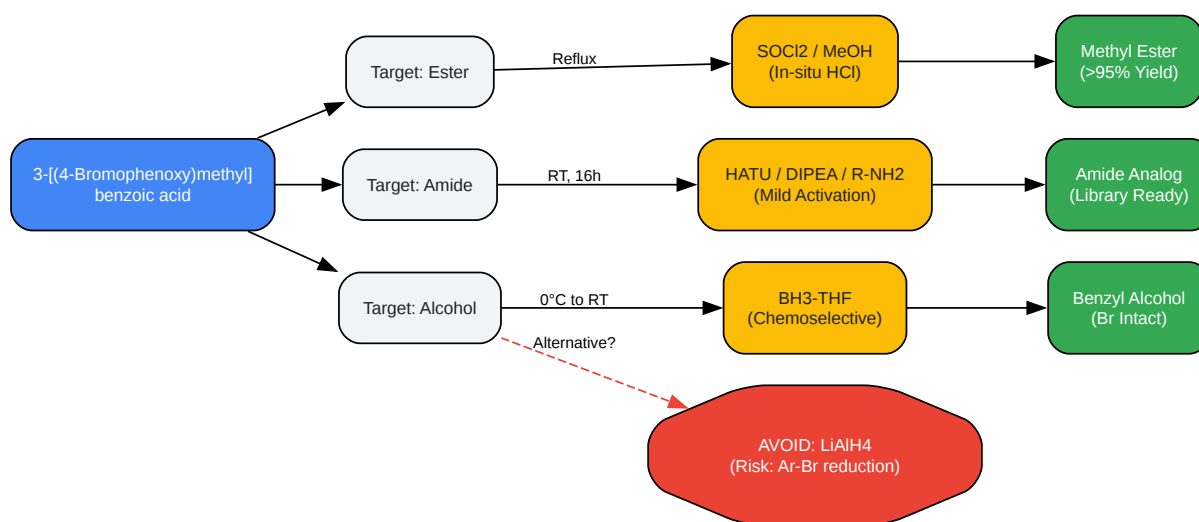 Target: Ester
Reflux
SOCl2 / MeOH
(In-situ HCl)
Methyl Ester
(>95% Yield)
3-[(4-Bromophenoxy)methyl]
benzoic acid
Target: Amide
RT, 16h
HATU / DIPEA / R-NH2
(Mild Activation)
Amide Analog
(Library Ready)
Target: Alcohol
0°C to RT
BH3-THF
(Chemoselective)
Benzyl Alcohol
(Br Intact)
Alternative?
AVOID: LiAlH4
(Risk: Ar-Br reduction)